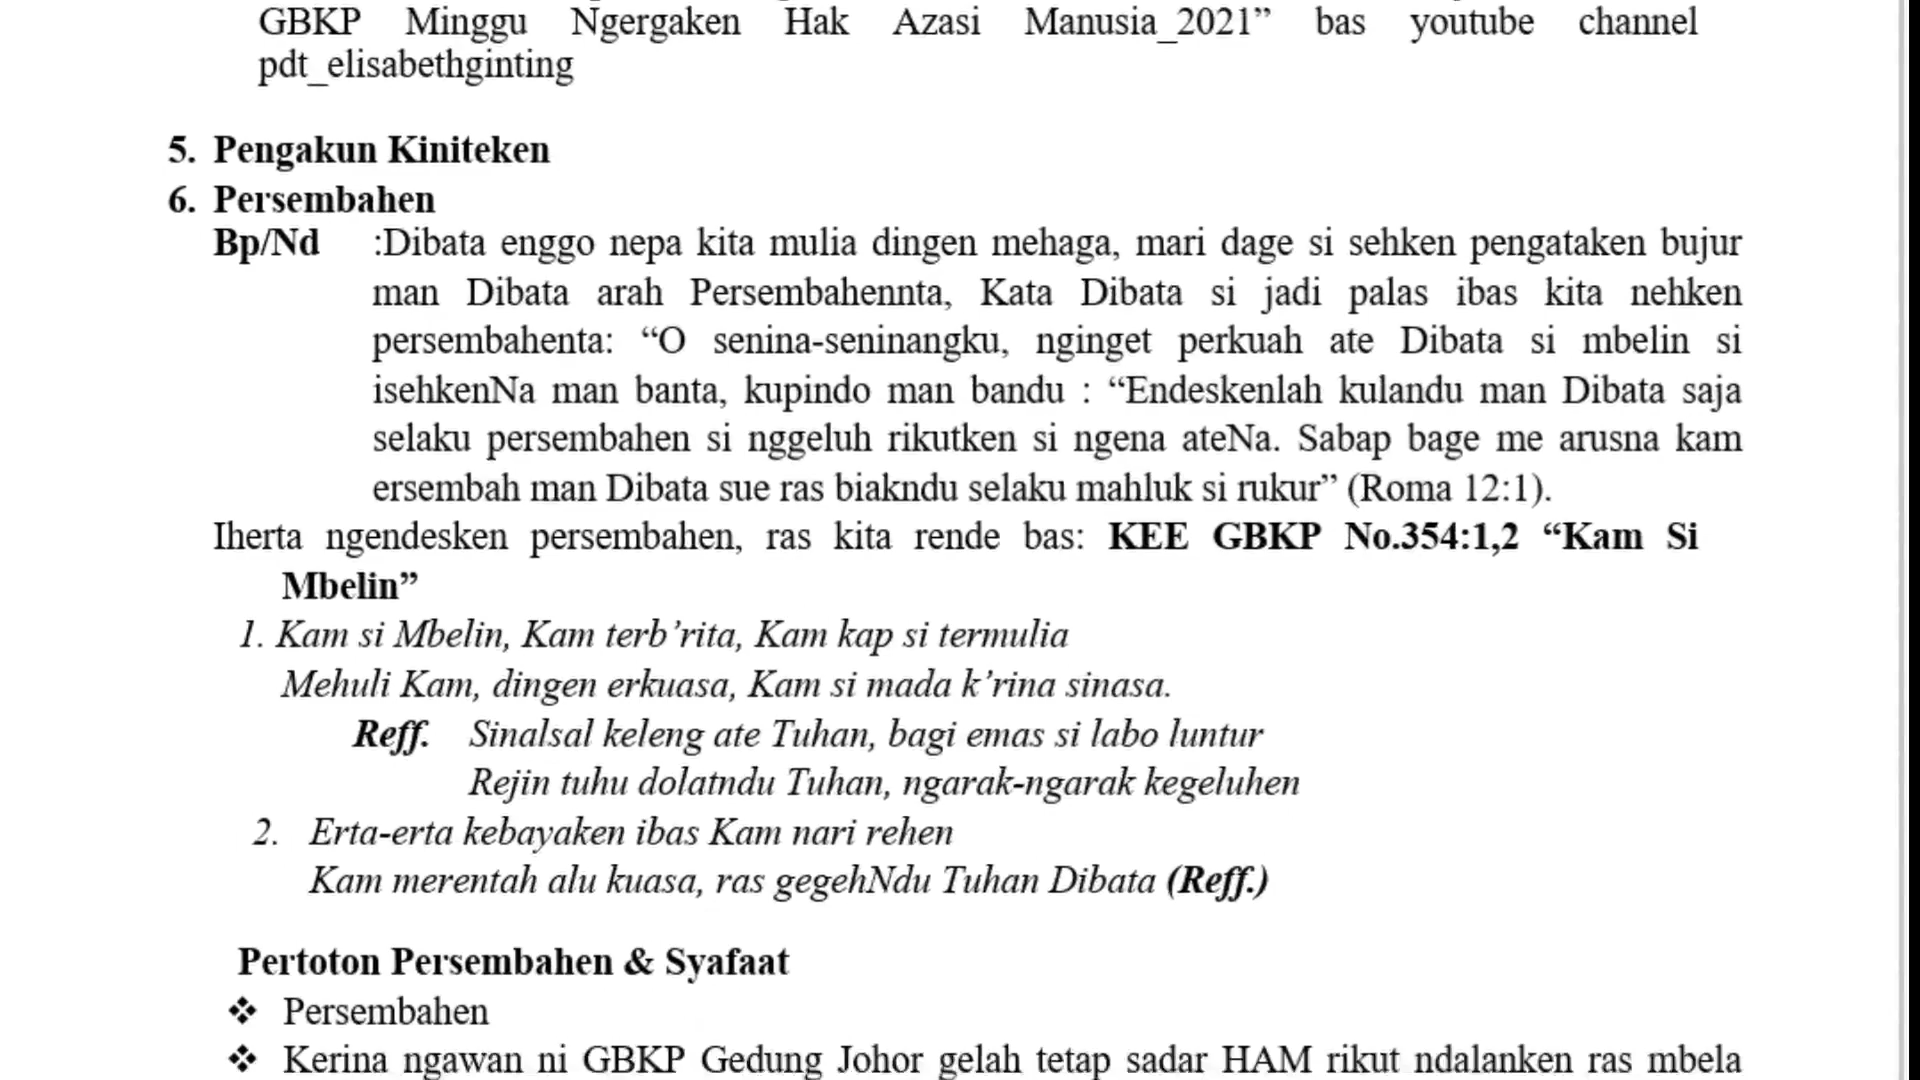 GBKP Minggu Ngergaken Hak Azasi Manusia_2021” bas youtube channel
pdt_elisabethginting
5. Pengakun Kiniteken
6. Persembahen
Bp/Nd :Dibata enggo nepa kita mulia dingen mehaga, mari dage si sehken pengataken bujur
man Dibata arah Persembahennta, Kata Dibata si jadi palas ibas kita nehken
persembahenta: “O senina-seninangku, nginget perkuah ate Dibata si mbelin si
isehkenNa man banta, kupindo man bandu : “Endeskenlah kulandu man Dibata saja
selaku persembahen si nggeluh rikutken si ngena ateNa. Sabap bage me arusna kam
ersembah man Dibata sue ras biakndu selaku mahluk si rukur” (Roma 12:1).
Iherta ngendesken persembahen, ras kita rende bas: KEE GBKP No.354:1,2 “Kam Si
Mbelin”
1. Kam si Mbelin, Kam terb’rita, Kam kap si termulia
Mehuli Kam, dingen erkuasa, Kam si mada k’rina sinasa.
Reff. Sinalsal keleng ate Tuhan, bagi emas si labo luntur
Rejin tuhu dolatndu Tuhan, ngarak-ngarak kegeluhen
2. Erta-erta kebayaken ibas Kam nari rehen
Kam merentah alu kuasa, ras gegehNdu Tuhan Dibata (Reff.)
Pertoton Persembahen & Syafaat
❖ Persembahen
❖ Kerina ngawan ni GBKP Gedung Johor gelah tetap sadar HAM rikut ndalanken ras mbela